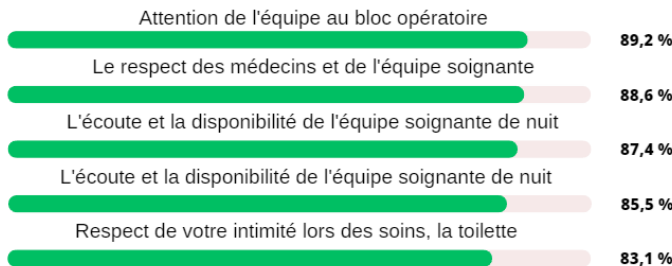 Attention de l'équipe au bloc opératoire
89,2 %
Le respect des médecins et de l'équipe soignante
88,6 %
L'écoute et la disponibilité de l'équipe soignante de nuit
87,4 %
L'écoute et la disponibilité de l'équipe soignante de nuit
85,5 %
Respect de votre intimité lors des soins, la toilette
83,1 %